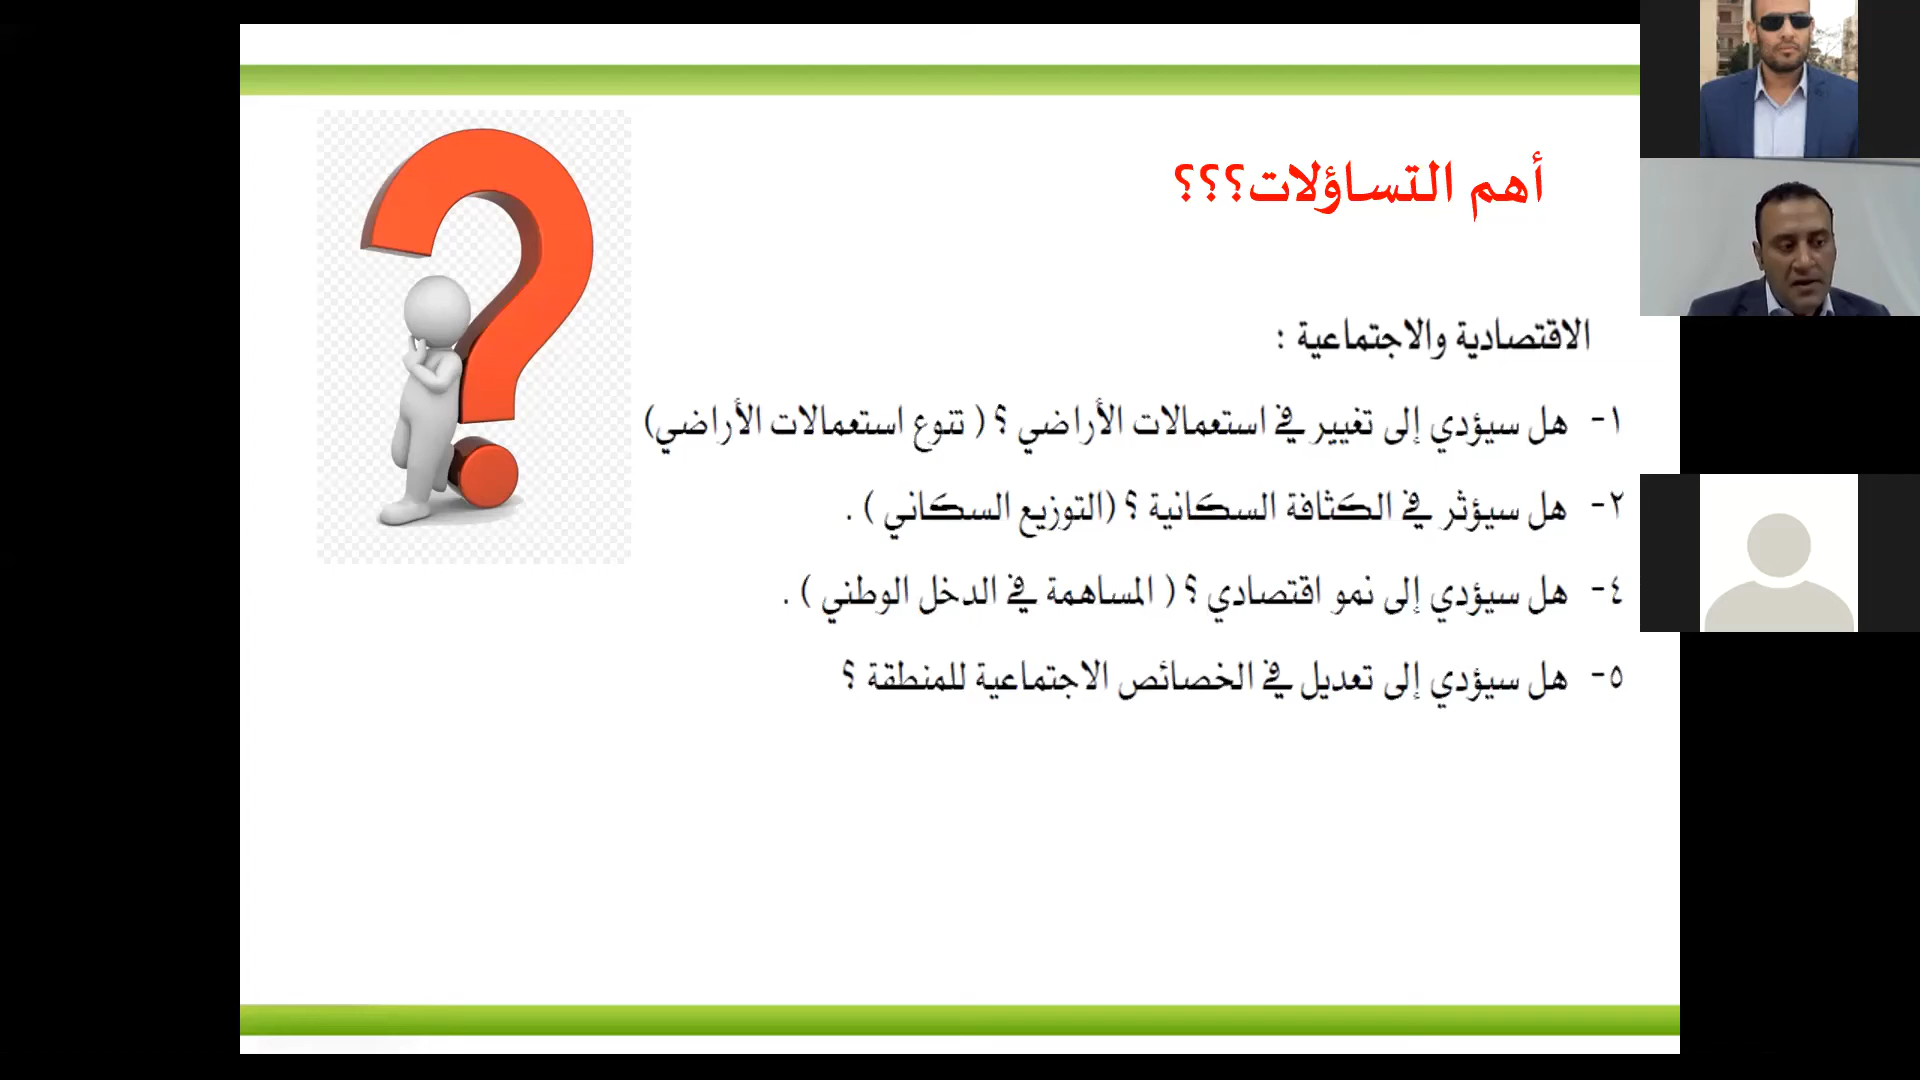 أهم التساؤلات؟؟؟
الاقتصادية والاجتماعية :
١- هل سيؤدي إلى تغيير في استعمالات الأراضي ؟ ( تنوع استعمالات الأراضي)
٢- هل سيؤثر في الكثافة السكانية ؟ (التوزيع السكاني ) .
٤- هل سيؤدي إلى نمو اقتصادي ؟ ( المساهمة في الدخل الوطني ) .
٥- هل سيؤدي إلى تعديل في الخصائص الاجتماعية للمنطقة ؟